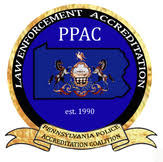 LAW ENFORCEMENT ACCREDITATION
PPAC
est. 1990
PENNSYLVANIA POLICE
ACCREDITATION COALITION